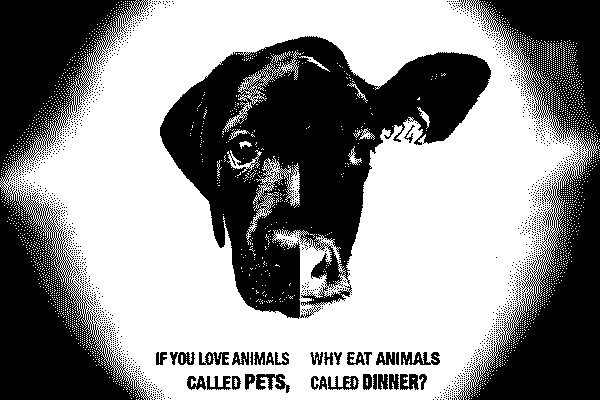 IF YOU LOVE ANIMALS
CALLED PETS,
WHY EAT ANIMALS
CALLED DINNER?